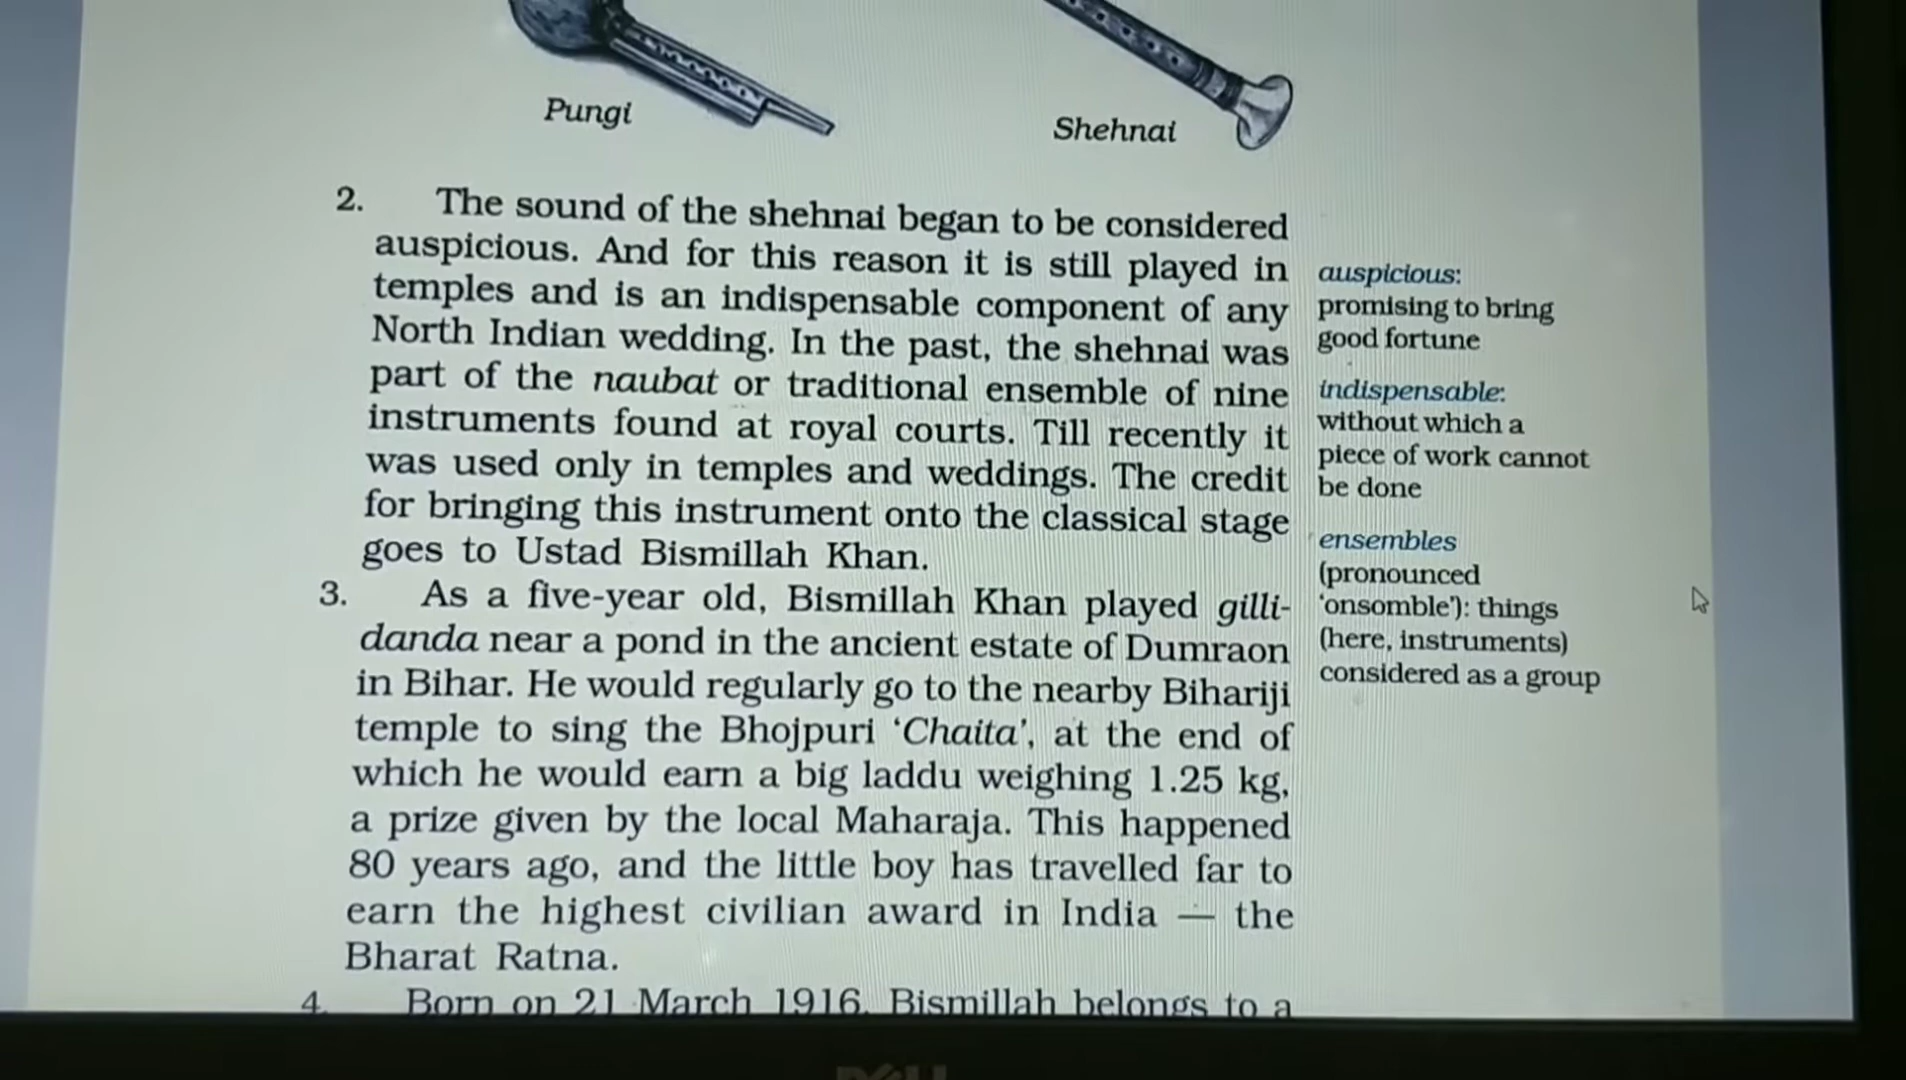 Pungi
Shehnai
2. The sound of the shehnai began to be considered
auspicious. And for this reason it is still played in
temples and is an indispensable component of any
North Indian wedding. In the past, the shehnai was
part of the naubat or traditional ensemble of nine
instruments found at royal courts. Till recently it
was used only in temples and weddings. The credit
for bringing this instrument onto the classical stage
goes to Ustad Bismillah Khan.
auspicious:
promising to bring
good fortune
indispensable:
without which a
piece of work cannot
be done
ensembles
(pronounced
‘onsomble’): things
(here, instruments)
considered as a group
3. As a five-year old, Bismillah Khan played gilli-
danda near a pond in the ancient estate of Dumraon
in Bihar. He would regularly go to the nearby Bihariji
temple to sing the Bhojpuri ‘Chaita’, at the end of
which he would earn a big laddu weighing 1.25 kg,
a prize given by the local Maharaja. This happened
80 years ago, and the little boy has travelled far to
earn the highest civilian award in India — the
Bharat Ratna.
4. Born on 21 March 1916, Bismillah belongs to a
DELL